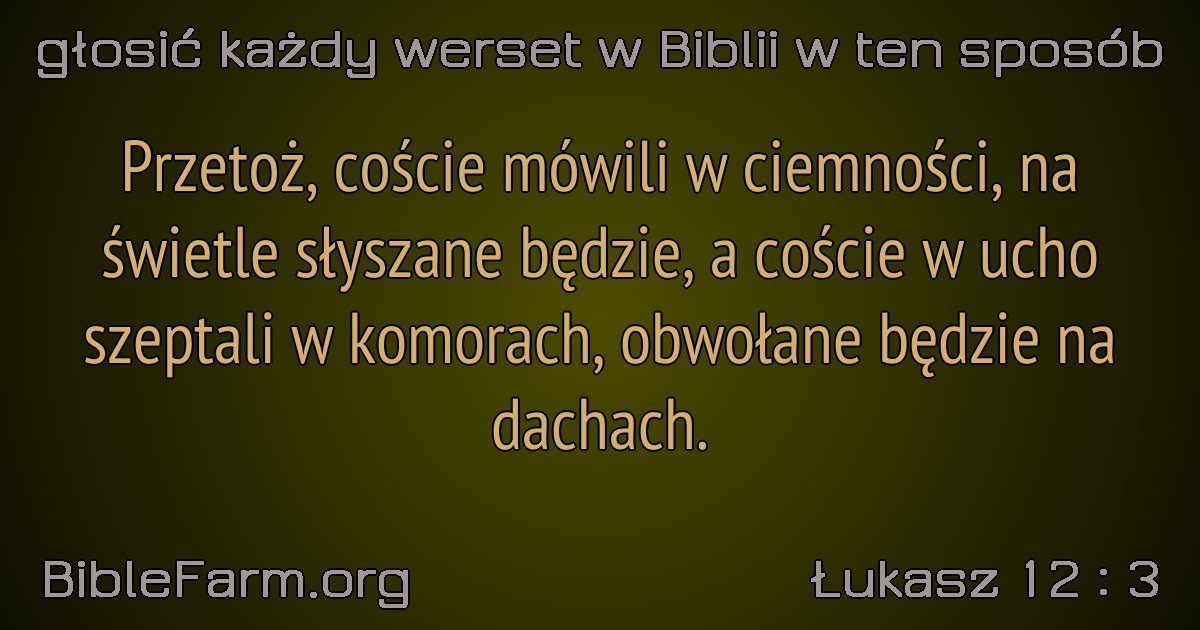 głosić każdy werset w Biblii w ten sposób
Przetoż, coście mówili w ciemności, na
świetle słyszane będzie, a coście w ucho
szeptali w komorach, obwołane będzie na
dachach.
BibleFarm.org
Łukasz 12 : 3